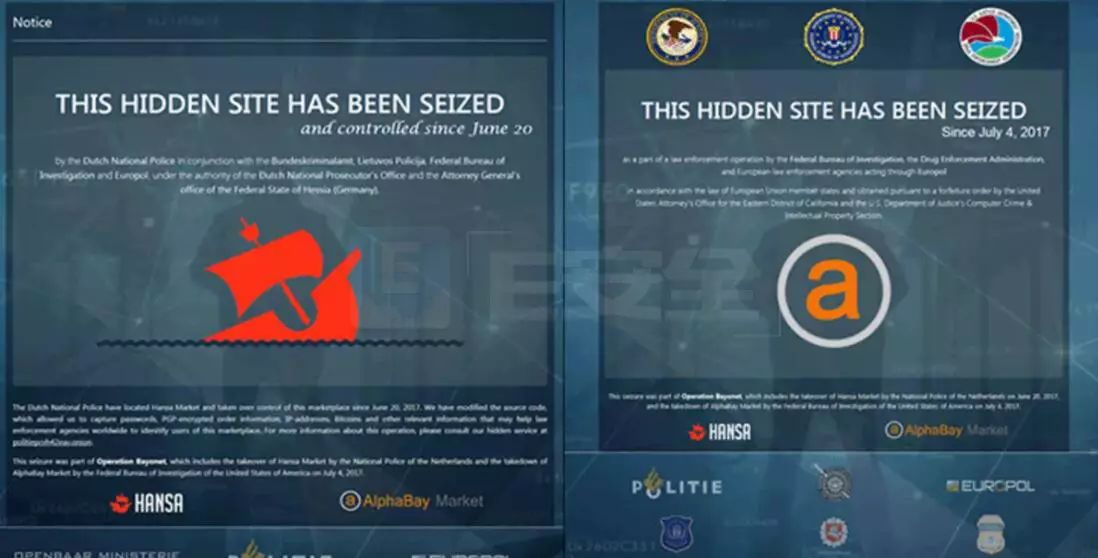 Notice
THIS HIDDEN SITE HAS BEEN SEIZED
and controlled since June 20
by the Dutch National Police in conjunction with the Bundeskriminalamt, Lietuvos Policija, Federal Bureau of
Investigation and Europol, under the authority of the Dutch National Prosecutor's Office and the Attorney General's
office of the Federal State of Hessia (Germany).
The Dutch National Police have located Hansa Market and taken over control of this marketplace since June 20, 2017. We have modified the source code,
which allowed us to capture passwords, PGP-encrypted order information, IP-addresses, Bitcoins and other relevant information that may help law
enforcement agencies worldwide to identify users of this marketplace. For more information about this operation, please consult our hidden service at
This seizure was part of Operation Bayonet, which includes the takeover of Hansa Market by the National Police of the Netherlands and the takedown of
AlphaBay Market by the Federal Bureau of Investigation of the United States of America on July 4, 2017.
HANSA
AlphaBay Market
OPENBAAR MINISTERIE
POLITIE
EUROPOL
THIS HIDDEN SITE HAS BEEN SEIZED
Since July 4, 2017
as a part of a law enforcement operation by the Federal Bureau of Investigation, the Drug Enforcement Administration,
and European law enforcement agencies acting through Europol
in accordance with the law of European Union member states and obtained pursuant to a forfeiture order by the United
States Attorney's Office for the Eastern District of California and the U.S. Department of Justice's Computer Crime &
Intellectual Property Section.
a
This seizure was part of Operation Bayonet, which includes the takeover of Hansa Market by the National Police of the Netherlands on June 20, 2017,
and the takedown of AlphaBay Market by the Federal Bureau of Investigation of the United States of America on July 4, 2017.
HANSA
AlphaBay Market
POLITIE
EUROPOL
E安全